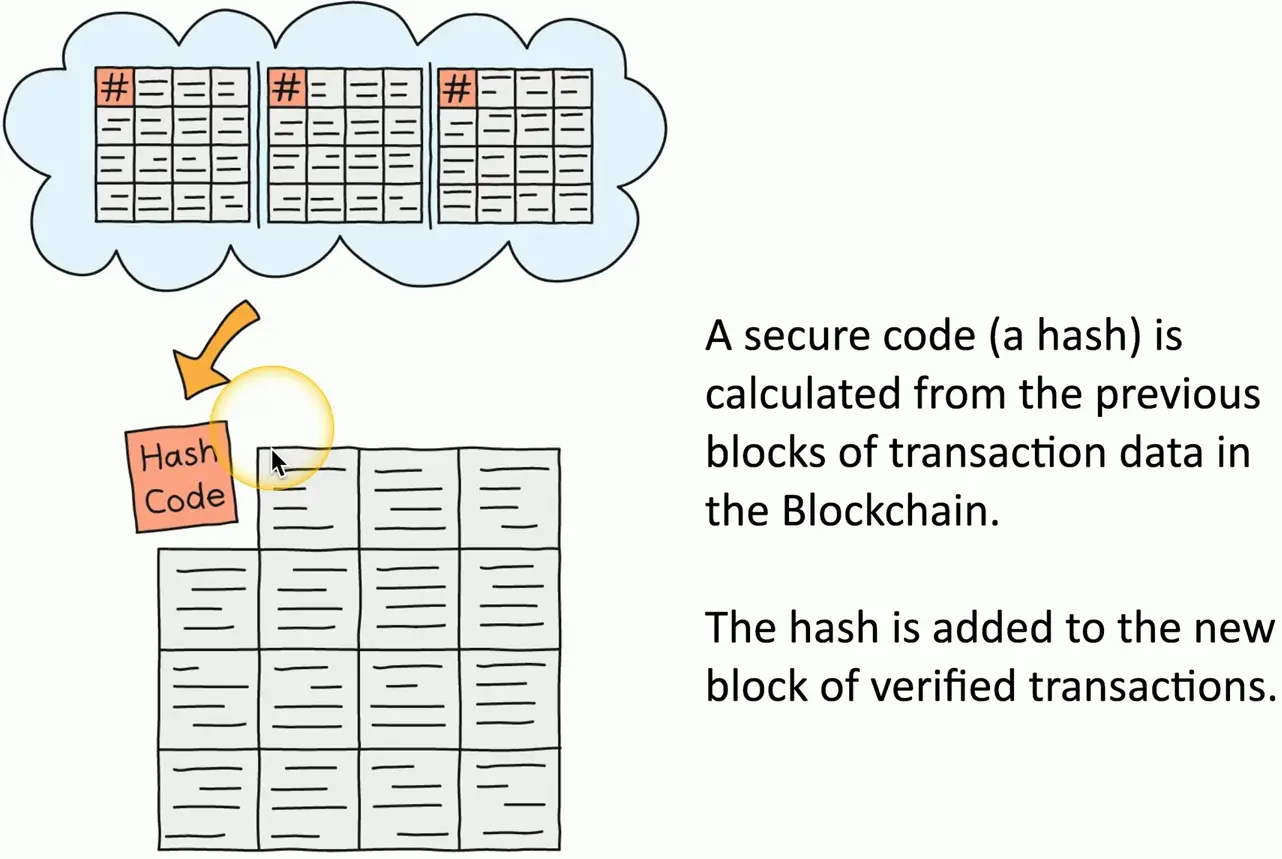 # # #
Hash
Code
A secure code (a hash) is
calculated from the previous
blocks of transaction data in
the Blockchain.
The hash is added to the new
block of verified transactions.